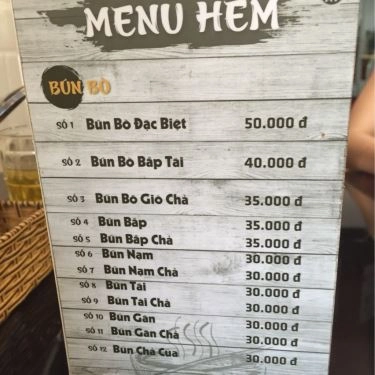 MENU HẺM
BÚN BÒ
SỐ 1 Bún Bò Đặc Biệt 50.000 đ
SỐ 2 Bún Bò Bắp Tái 40.000 đ
SỐ 3 Bún Bò Giò Chả 35.000 đ
SỐ 4 Bún Bắp 35.000 đ
SỐ 5 Bún Bắp Chả 35.000 đ
SỐ 6 Bún Nạm 30.000 đ
SỐ 7 Bún Nạm Chả 30.000 đ
SỐ 8 Bún Tái 30.000 đ
SỐ 9 Bún Tái Chả 30.000 đ
SỐ 10 Bún Gân 30.000 đ
SỐ 11 Bún Gân Chả 30.000 đ
SỐ 12 Bún Chả Cua 30.000 đ